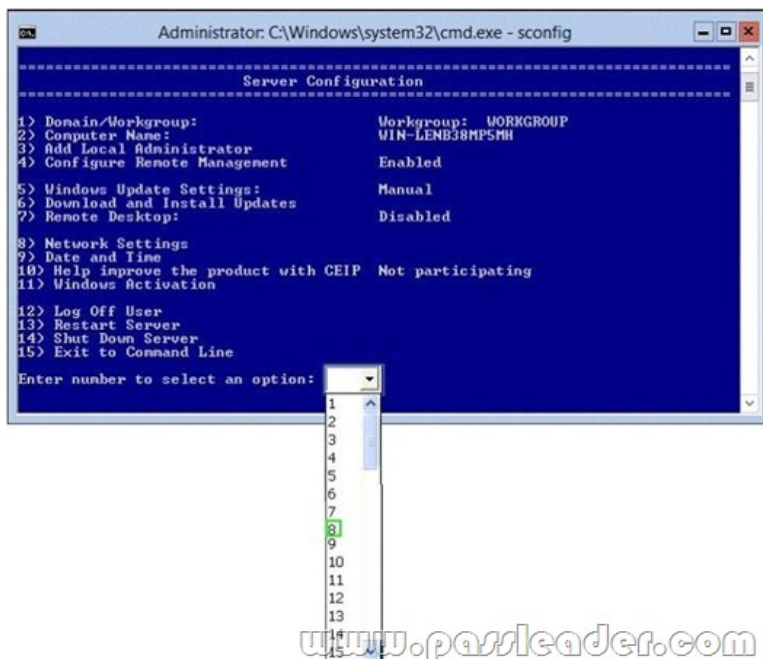 Administrator: C:\Windows\system32\cmd.exe - sconfig
===============================================================================
Server Configuration
===============================================================================
1) Domain/Workgroup: Workgroup: WORKGROUP
2) Computer Name: WIN-LENB38MP5MH
3) Add Local Administrator
4) Configure Remote Management Enabled
5) Windows Update Settings: Manual
6) Download and Install Updates
7) Remote Desktop: Disabled
8) Network Settings
9) Date and Time
10) Help improve the product with CEIP Not participating
11) Windows Activation
12) Log Off User
13) Restart Server
14) Shut Down Server
15) Exit to Command Line
Enter number to select an option:
1
2
3
4
5
6
7
8
9
10
11
12
13
14
15
www.passleader.com